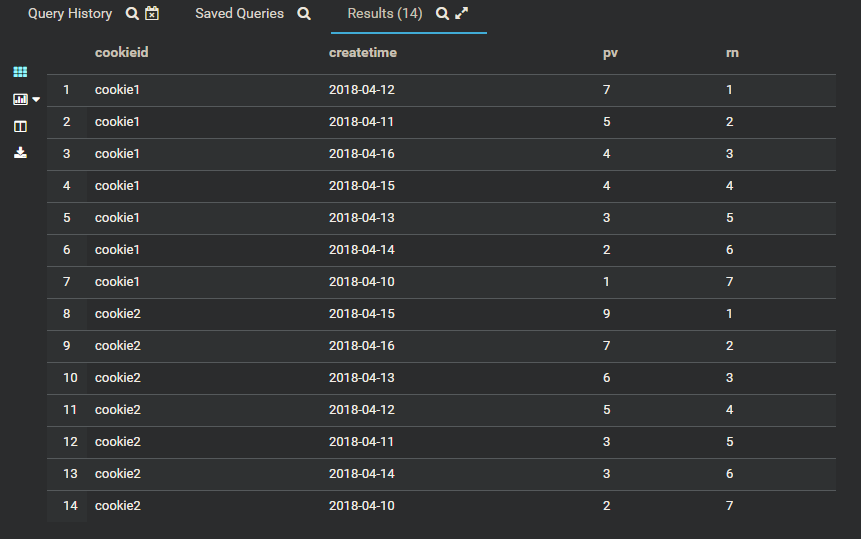 Query History Saved Queries Results (14)
cookieid createtime pv rn
1 cookie1 2018-04-12 7 1
2 cookie1 2018-04-11 5 2
3 cookie1 2018-04-16 4 3
4 cookie1 2018-04-15 4 4
5 cookie1 2018-04-13 3 5
6 cookie1 2018-04-14 2 6
7 cookie1 2018-04-10 1 7
8 cookie2 2018-04-15 9 1
9 cookie2 2018-04-16 7 2
10 cookie2 2018-04-13 6 3
11 cookie2 2018-04-12 5 4
12 cookie2 2018-04-11 3 5
13 cookie2 2018-04-14 3 6
14 cookie2 2018-04-10 2 7